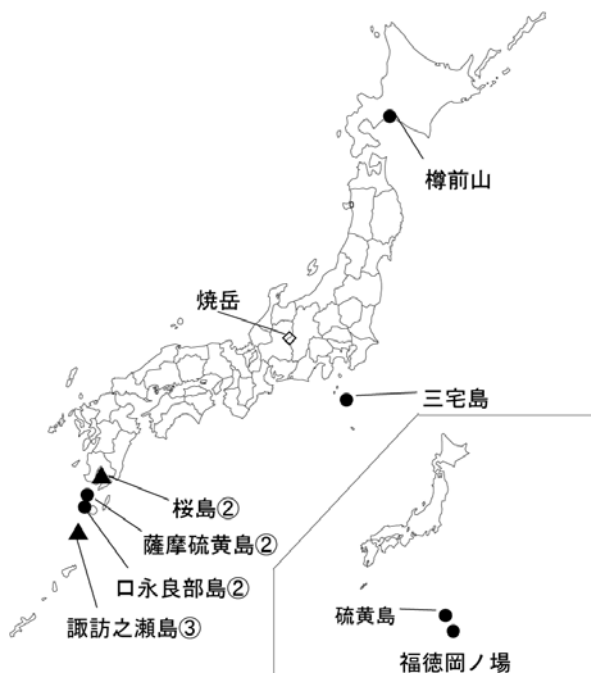 樽前山
焼岳
三宅島
桜島②
薩摩硫黄島②
口永良部島②
諏訪之瀬島③
硫黄島
福徳岡ノ場